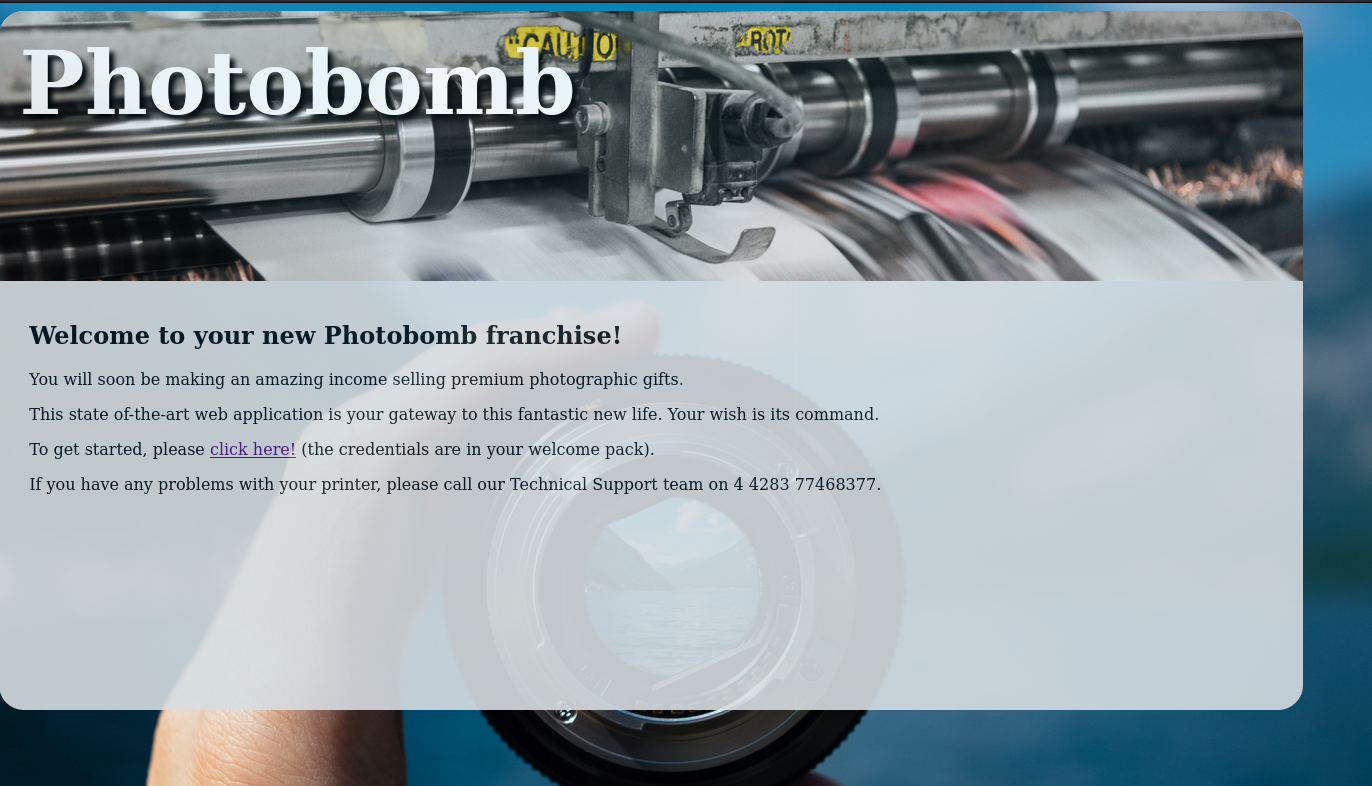 Photobomb
Welcome to your new Photobomb franchise!
You will soon be making an amazing income selling premium photographic gifts.
This state of-the-art web application is your gateway to this fantastic new life. Your wish is its command.
To get started, please click here! (the credentials are in your welcome pack).
If you have any problems with your printer, please call our Technical Support team on 4 4283 77468377.